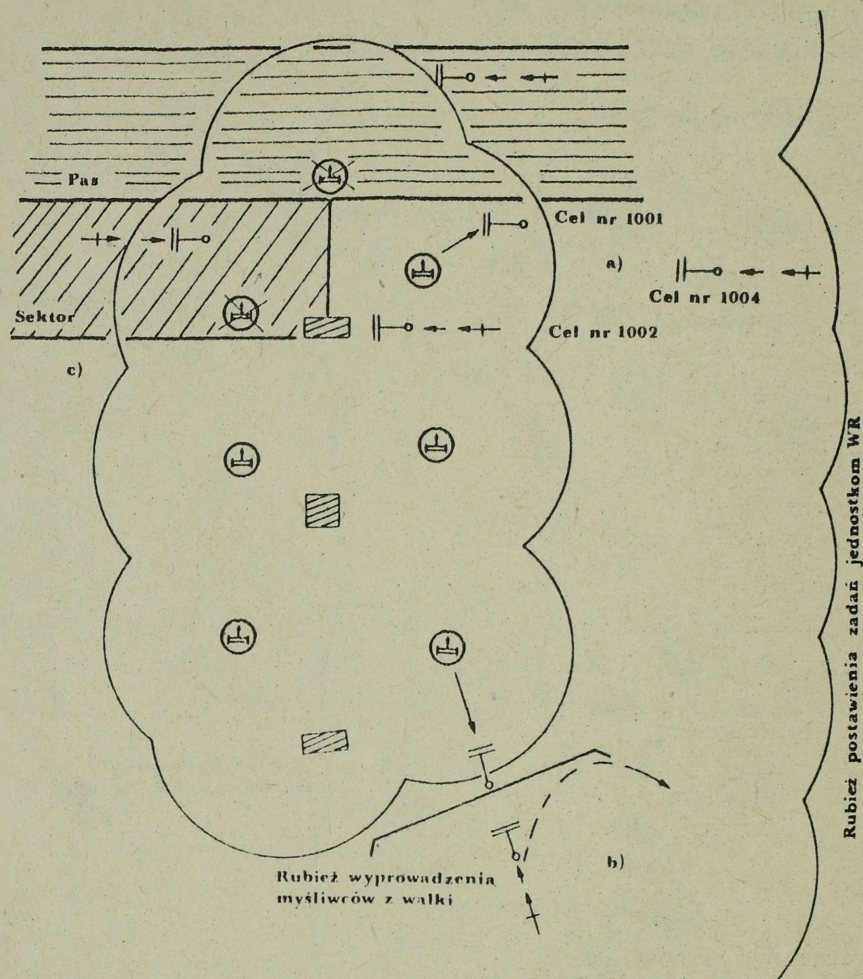 Pas
Cel nr 1001
a)
Cel nr 1004
Sektor
Cel nr 1002
c)
Rubież postawienia zadań jednostkom WR
b)
Rubież wyprowadzenia
myśliwców z walki